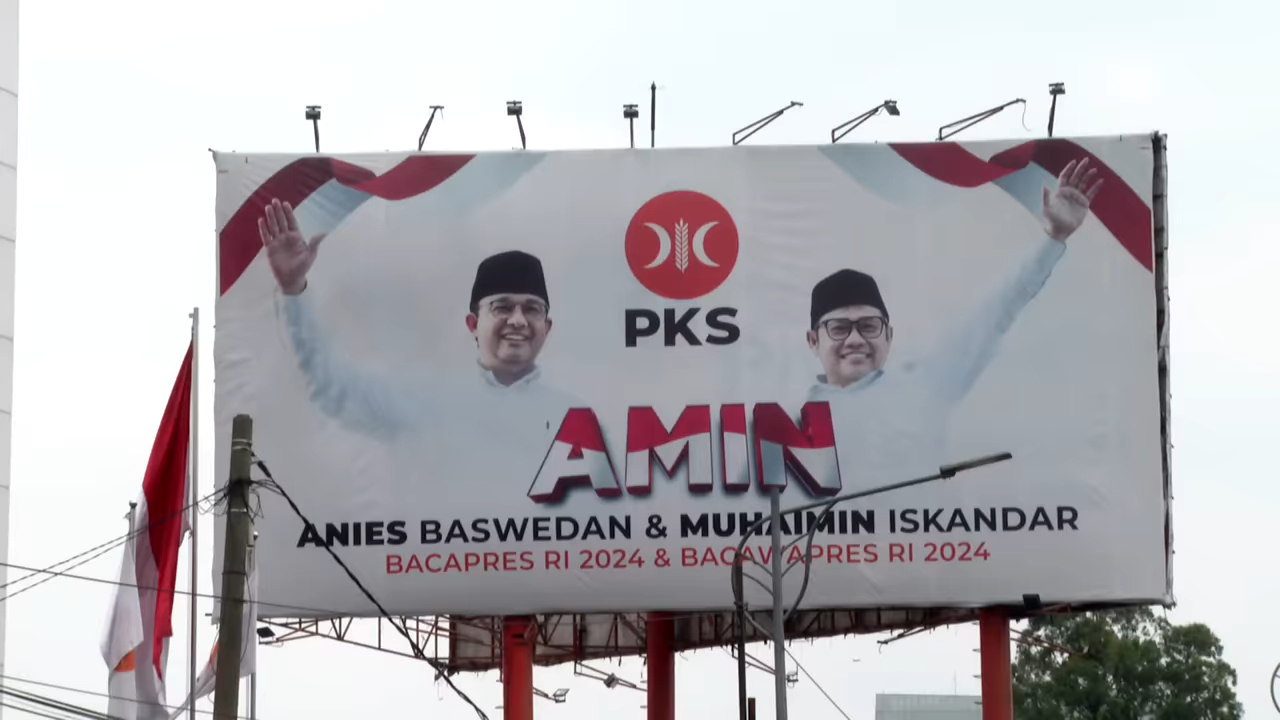 PKS
AMIN
ANIES BASWEDAN & MUHAIMIN ISKANDAR
BACAPRES RI 2024 & BACAWAPRES RI 2024